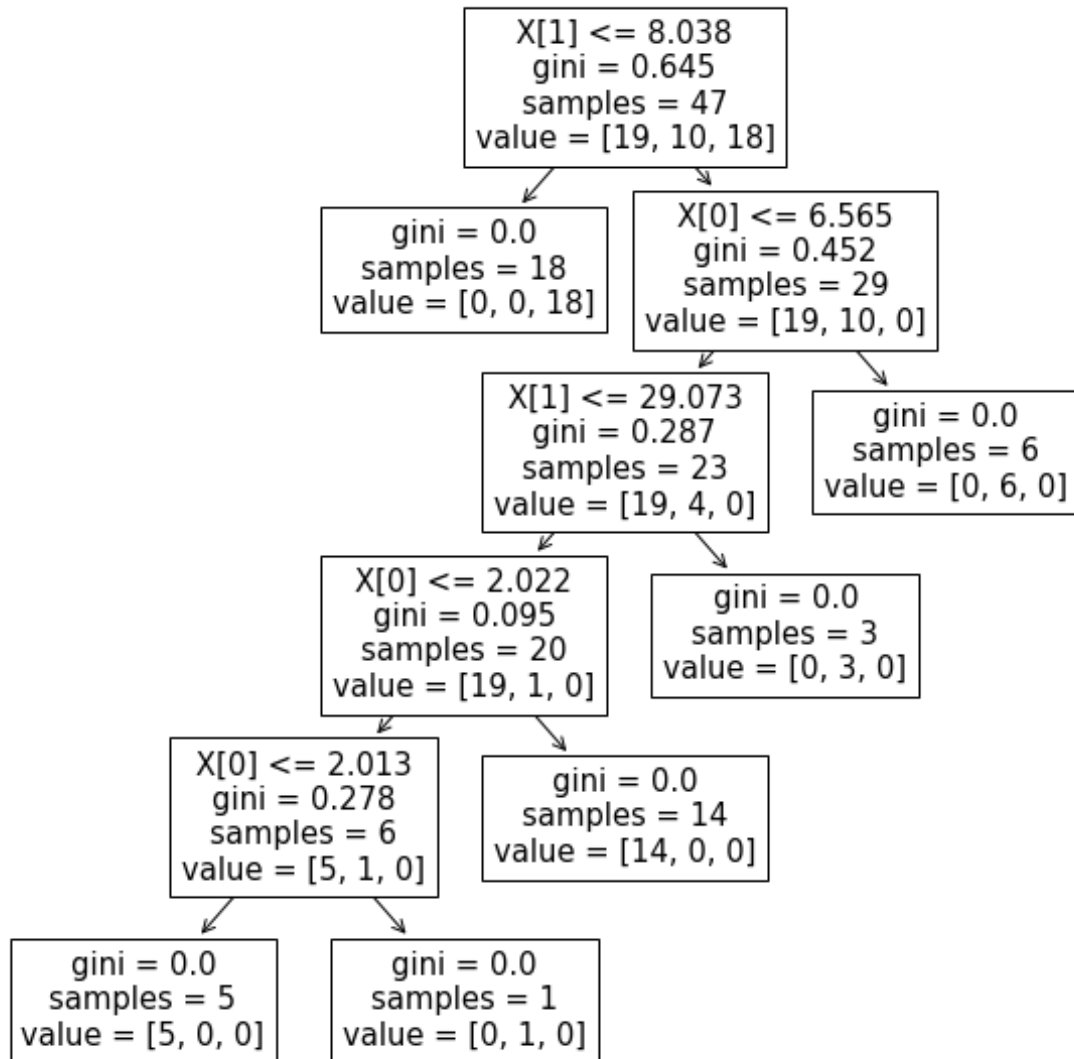 X[1] <= 8.038
gini = 0.645
samples = 47
value = [19, 10, 18]
gini = 0.0
samples = 18
value = [0, 0, 18]
X[0] <= 6.565
gini = 0.452
samples = 29
value = [19, 10, 0]
X[1] <= 29.073
gini = 0.287
samples = 23
value = [19, 4, 0]
gini = 0.0
samples = 6
value = [0, 6, 0]
X[0] <= 2.022
gini = 0.095
samples = 20
value = [19, 1, 0]
gini = 0.0
samples = 3
value = [0, 3, 0]
X[0] <= 2.013
gini = 0.278
samples = 6
value = [5, 1, 0]
gini = 0.0
samples = 14
value = [14, 0, 0]
gini = 0.0
samples = 5
value = [5, 0, 0]
gini = 0.0
samples = 1
value = [0, 1, 0]